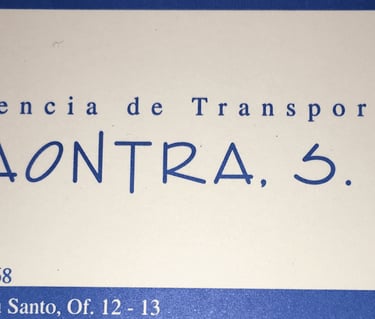 encia de Transpor
AONTRA, S.
68
Santo, Of. 12 - 13